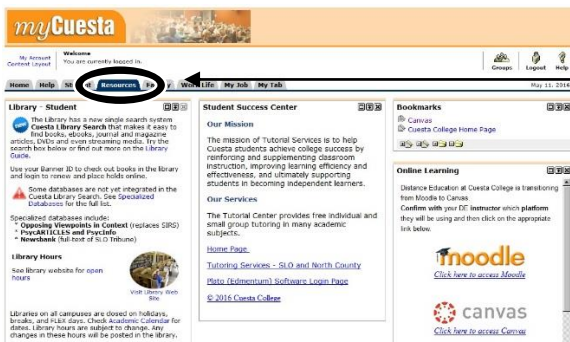 myCuesta
My Account
Content Layout
Welcome
You are currently logged in.
Groups Logout Help
Home Help Resources My Job My Tab
May 11, 2016
Library - Student
The Library has a new single search system
Cuesta Library Search that makes it easy to
find books, ebooks, journal and magazine
articles, DVDs and even streaming media. Try the
search box below or find out more on the Library
Guide.
Use your Banner ID to check out books in the library
and login to renew and place holds online.
Some databases are not yet integrated in the
Cuesta Library Search. See Specialized
Databases for the full list.
Specialized databases include:
* Opposing Viewpoints in Context (replaces SIRS)
* PsycARTICLES and PsycInfo
* Newsbank (full-text of SLO Tribune)
Library Hours
See library website for open
hours
Visit Library Web
Site
Libraries on all campuses are closed on holidays,
breaks, and FLEX days. Check Academic Calendar for
dates. Library hours are subject to change. Any
changes in these hours will be posted in the library.
Student Success Center
Our Mission
The mission of Tutorial Services is to help
Cuesta students achieve college success by
reinforcing and supplementing classroom
instruction, improving learning efficiency and
effectiveness, and ultimately supporting
students in becoming independent learners.
Our Services
The Tutorial Center provides free individual and
small group tutoring in many academic
subjects.
Home Page
Tutoring Services - SLO and North County
Plato (Edmentum) Software Login Page
© 2016 Cuesta College
Bookmarks
Canvas
Cuesta College Home Page
Online Learning
Distance Education at Cuesta College is transitioning
from Moodle to Canvas.
Confirm with your DE instructor which platform
they will be using and then click on the appropriate
link below.
moodle
Click here to access Moodle
canvas
Click here to access Canvas